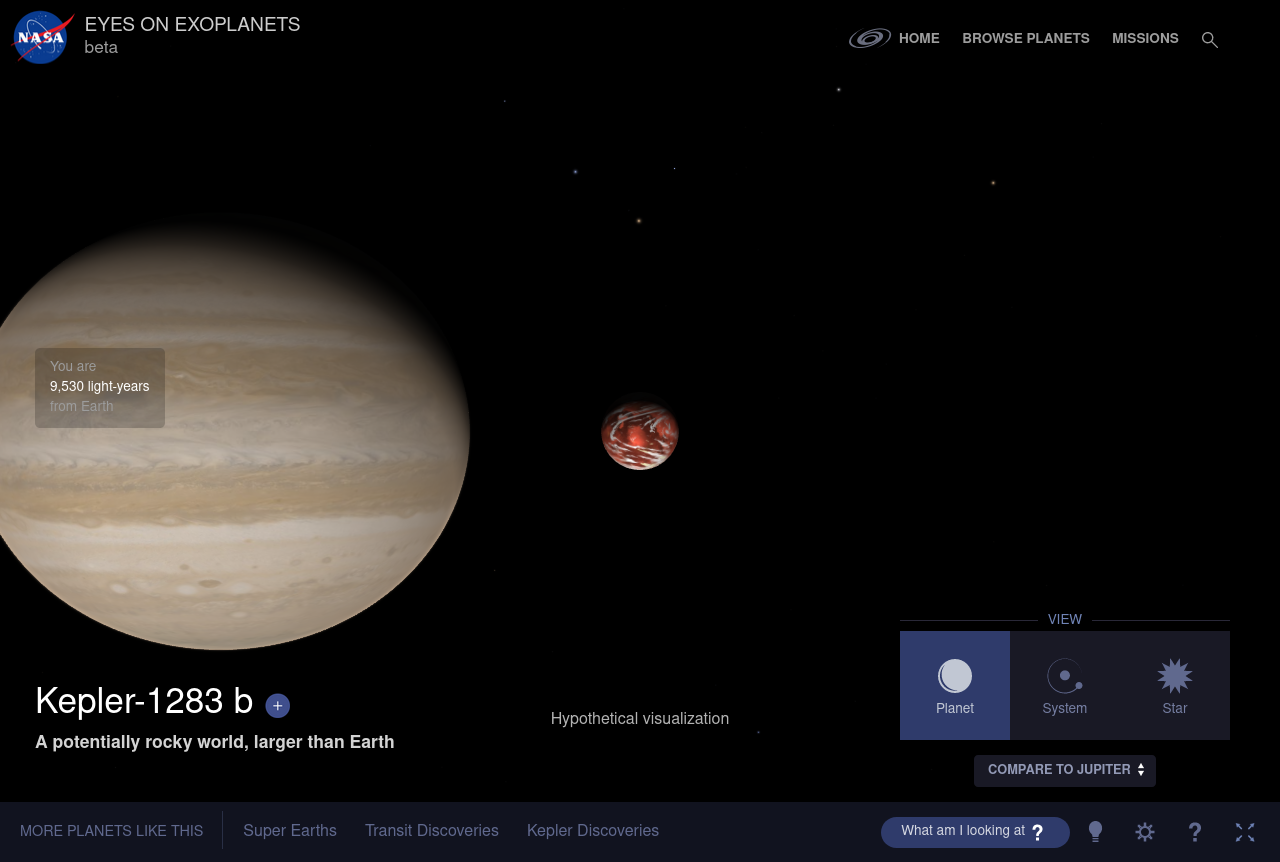 NASA
EYES ON EXOPLANETS
beta
HOME
BROWSE PLANETS
MISSIONS
You are
9,530 light-years
from Earth
Kepler-1283 b +
A potentially rocky world, larger than Earth
Hypothetical visualization
VIEW
Planet
System
Star
COMPARE TO JUPITER
MORE PLANETS LIKE THIS
Super Earths
Transit Discoveries
Kepler Discoveries
What am I looking at ?
?